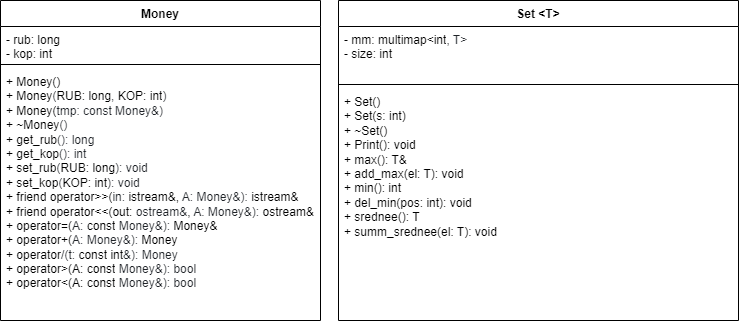 Money
- rub: long
- kop: int
+ Money()
+ Money(RUB: long, KOP: int)
+ Money(tmp: const Money&)
+ ~Money()
+ get_rub(): long
+ get_kop(): int
+ set_rub(RUB: long): void
+ set_kop(KOP: int): void
+ friend operator>>(in: istream&, A: Money&): istream&
+ friend operator<<(out: ostream&, A: Money&): ostream&
+ operator=(A: const Money&): Money&
+ operator+(A: Money&): Money
+ operator/(t: const int&): Money
+ operator>(A: const Money&): bool
+ operator<(A: const Money&): bool
Set <T>
- mm: multimap<int, T>
- size: int
+ Set()
+ Set(s: int)
+ ~Set()
+ Print(): void
+ max(): T&
+ add_max(el: T): void
+ min(): int
+ del_min(pos: int): void
+ srednee(): T
+ summ_srednee(el: T): void